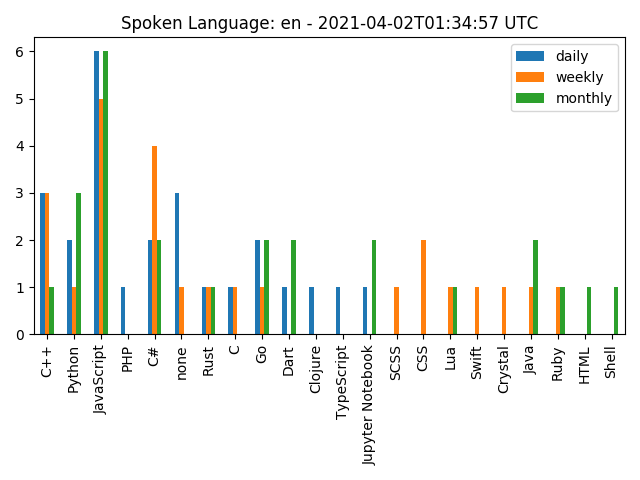 Spoken Language: en - 2021-04-02T01:34:57 UTC
daily
weekly
monthly
6
5
4
3
2
1
0
C++
Python
JavaScript
PHP
C#
none
Rust
C
Go
Dart
Clojure
TypeScript
Jupyter Notebook
SCSS
CSS
Lua
Swift
Crystal
Java
Ruby
HTML
Shell